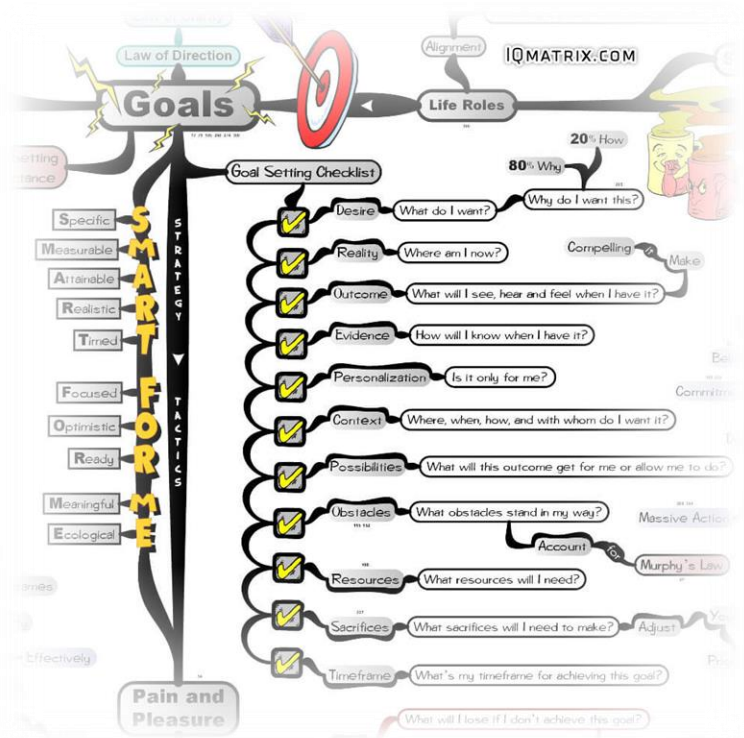 Law of Direction
Alignment
IQMATRIX.COM
Goals
Life Roles
Goal Setting Checklist
20% How
80% Why
Desire
What do I want?
Why do I want this?
Reality
Where am I now?
Compelling
it
Make
Outcome
What will I see, hear and feel when I have it?
Evidence
How will I know when I have it?
Personalization
Is it only for me?
Context
Where, when, how, and with whom do I want it?
Possibilities
What will this outcome get for me or allow me to do?
Obstacles
What obstacles stand in my way?
Massive Action
Account
for
Murphy's Law
Resources
What resources will I need?
Sacrifices
What sacrifices will I need to make?
Adjust
Timeframe
What's my timeframe for achieving this goal?
What will I lose if I don't achieve this goal?
SMART FOR ME
Specific
Measurable
Attainable
Realistic
Timed
Focused
Optimistic
Ready
Meaningful
Ecological
STRATEGY
TACTICS
Effectively
Pain and
Pleasure